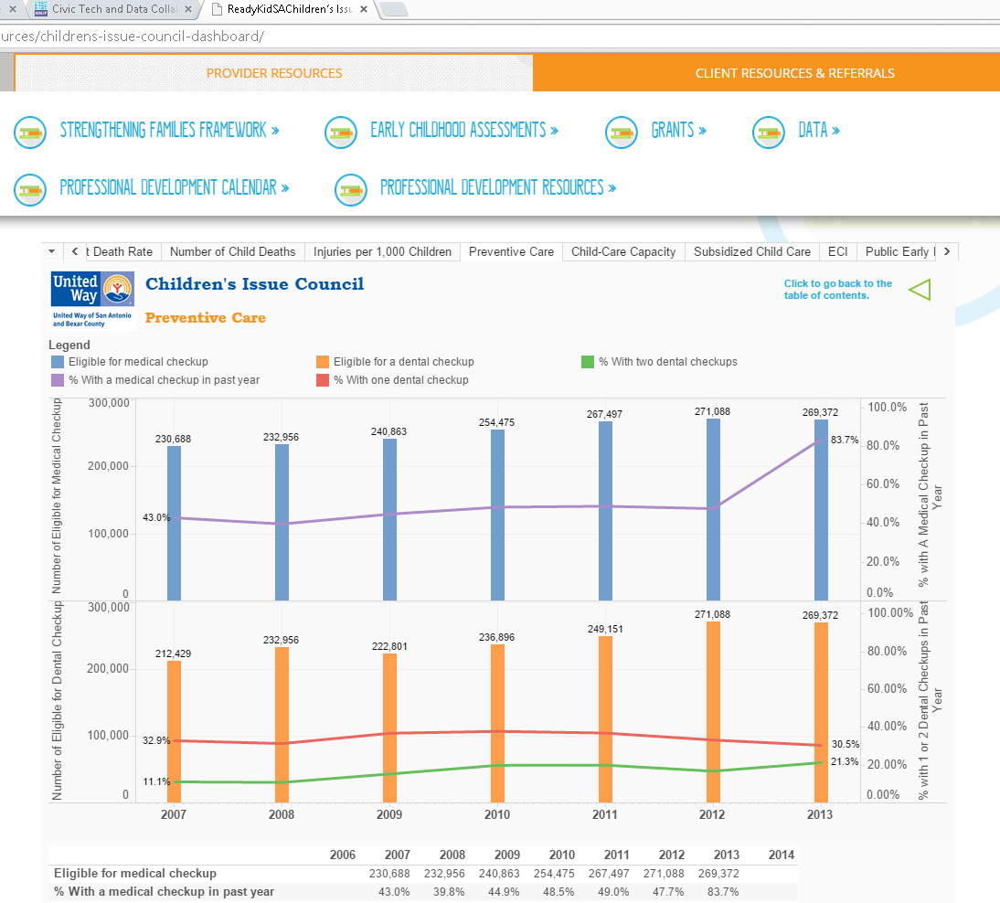 Civic Tech and Data Colla
ReadyKidSAChildren's Issu
urces/childrens-issue-council-dashboard/
PROVIDER RESOURCES
CLIENT RESOURCES & REFERRALS
STRENGTHENING FAMILIES FRAMEWORK »
EARLY CHILDHOOD ASSESSMENTS »
GRANTS »
DATA »
PROFESSIONAL DEVELOPMENT CALENDAR »
PROFESSIONAL DEVELOPMENT RESOURCES »
t Death Rate
Number of Child Deaths
Injuries per 1,000 Children
Preventive Care
Child-Care Capacity
Subsidized Child Care
ECI
Public Early
United
Way
United Way of San Antonio
and Bexar County
Children's Issue Council
Preventive Care
Click to go back to the
table of contents.
Legend
Eligible for medical checkup
Eligible for a dental checkup
% With two dental checkups
% With a medical checkup in past year
% With one dental checkup
Number of Eligible for Medical Checkup
300,000
200,000
100,000
0
230,688
232,956
240,863
254,475
267,497
271,088
269,372
43.0%
83.7%
100.0%
80.0%
60.0%
40.0%
20.0%
0.0%
% with A Medical Checkup in Past
Year
Number of Eligible for Dental Checkup
300,000
200,000
100,000
0
212,429
232,956
222,801
236,896
249,151
271,088
269,372
32.9%
11.1%
30.5%
21.3%
100.00%
80.00%
60.00%
40.00%
20.00%
0.00%
% with 1 or 2 Dental Checkups in Past
Year
2007 2008 2009 2010 2011 2012 2013
2006 2007 2008 2009 2010 2011 2012 2013 2014
Eligible for medical checkup 230,688 232,956 240,863 254,475 267,497 271,088 269,372
% With a medical checkup in past year 43.0% 39.8% 44.9% 48.5% 49.0% 47.7% 83.7%